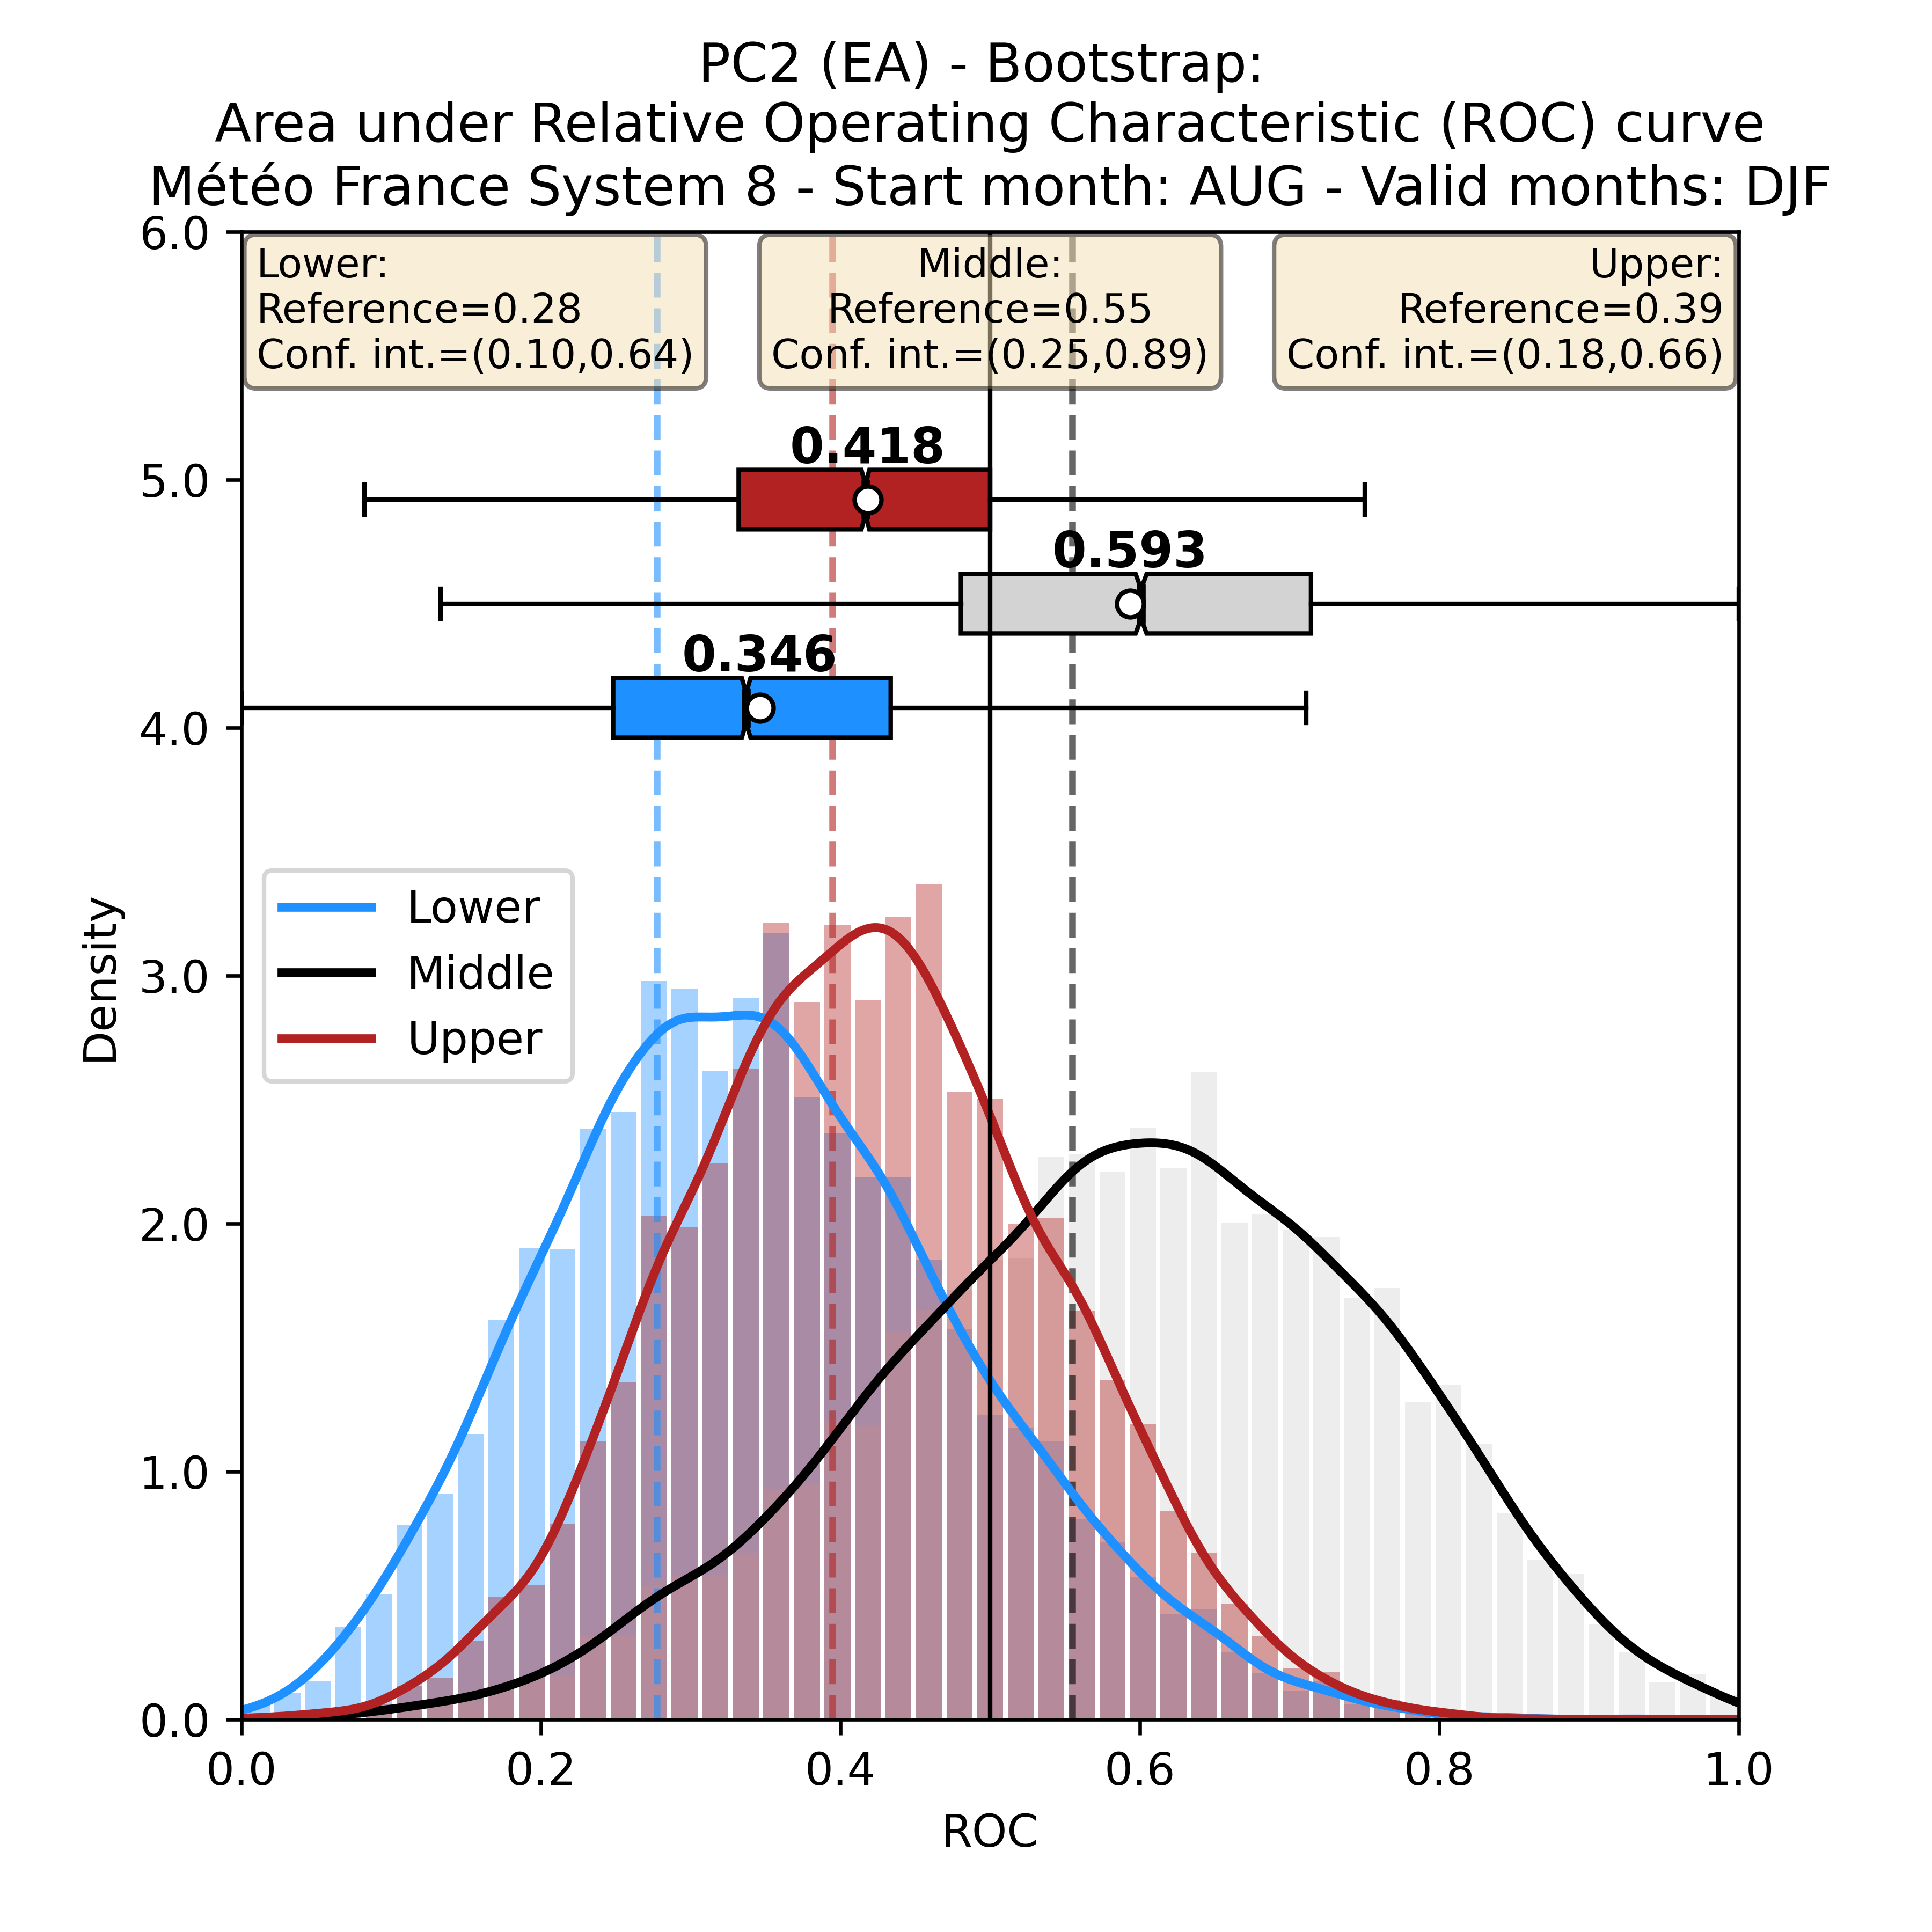 PC2 (EA) - Bootstrap:
Area under Relative Operating Characteristic (ROC) curve
Météo France System 8 - Start month: AUG - Valid months: DJF
Lower:
Reference=0.28
Conf. int.=(0.10,0.64)
Middle:
Reference=0.55
Conf. int.=(0.25,0.89)
Upper:
Reference=0.39
Conf. int.=(0.18,0.66)
0.418
0.593
0.346
6.0
5.0
4.0
3.0
2.0
1.0
0.0
Density
Lower
Middle
Upper
0.0
0.2
0.4
0.6
0.8
1.0
ROC